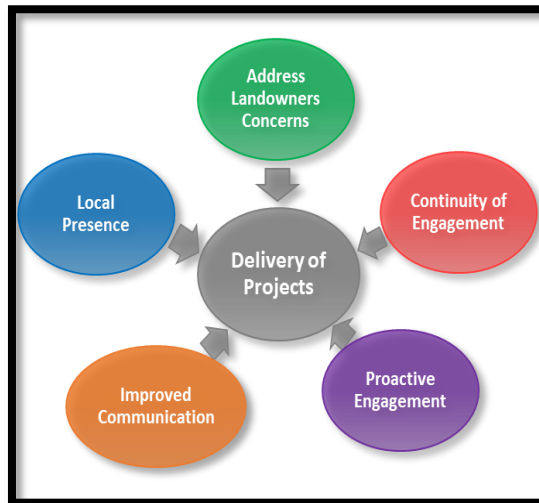 Address
Landowners
Concerns
Local
Presence
Continuity of
Engagement
Delivery of
Projects
Improved
Communication
Proactive
Engagement